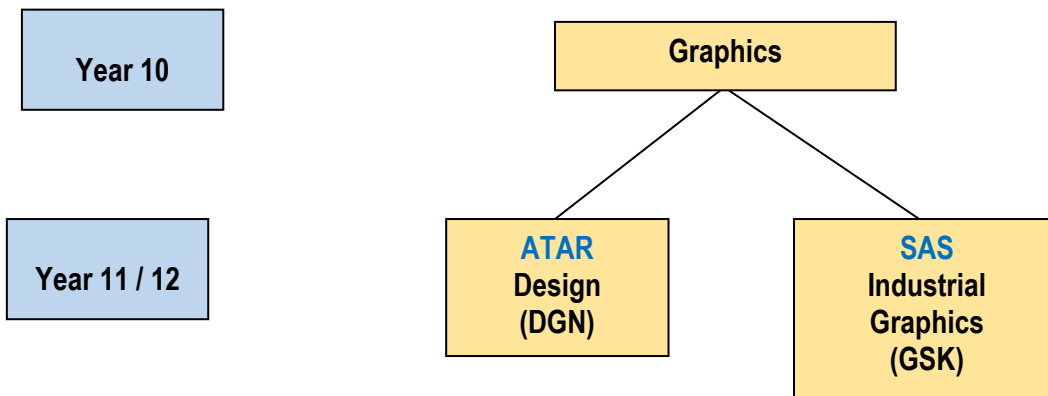 Year 10
Graphics
Year 11 / 12
ATAR
Design
(DGN)
SAS
Industrial
Graphics
(GSK)